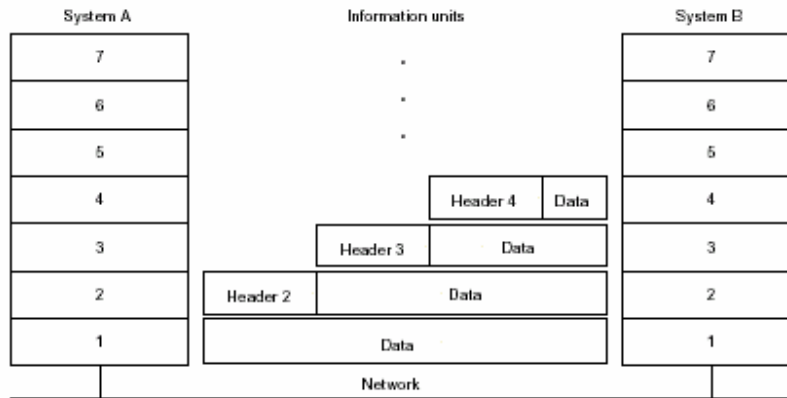 System A Information units System B
7 7
6 6
5 5
4 Header 4 Data 4
3 Header 3 Data 3
2 Header 2 Data 2
1 Data 1
Network